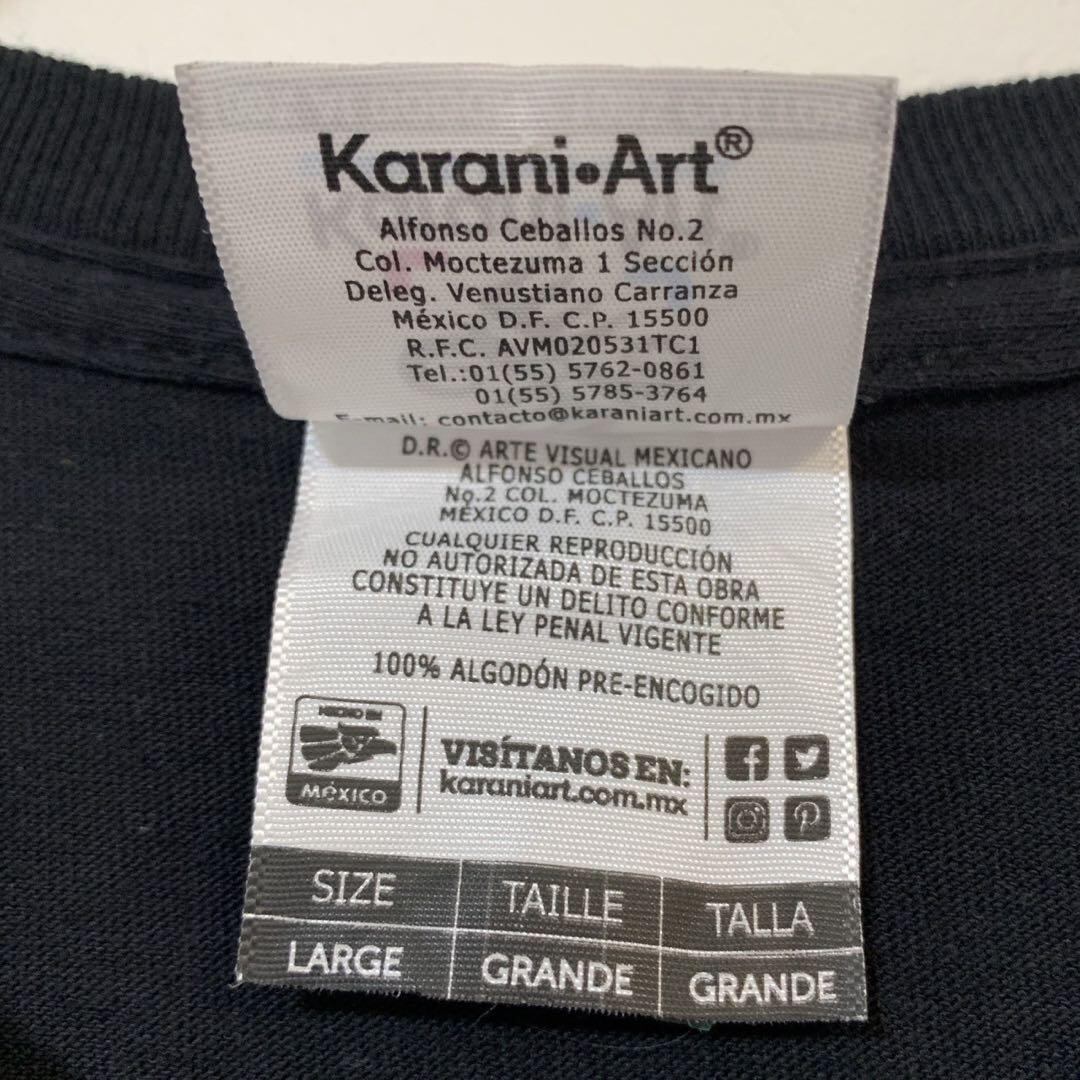 Karani•Art®
Alfonso Ceballos No.2
Col. Moctezuma 1 Sección
Deleg. Venustiano Carranza
México D.F. C.P. 15500
R.F.C. AVM020531TC1
Tel.:01(55) 5762-0861
01(55) 5785-3764
E-mail: contacto@karaniart.com.mx
D.R.© ARTE VISUAL MEXICANO
ALFONSO CEBALLOS
No.2 COL. MOCTEZUMA
MÉXICO D.F. C.P. 15500
CUALQUIER REPRODUCCIÓN
NO AUTORIZADA DE ESTA OBRA
CONSTITUYE UN DELITO CONFORME
A LA LEY PENAL VIGENTE
100% ALGODÓN PRE-ENCOGIDO
HECHO EN
MÉXICO
VISÍTANOS EN:
karaniart.com.mx
SIZE TAILLE TALLA
LARGE GRANDE GRANDE